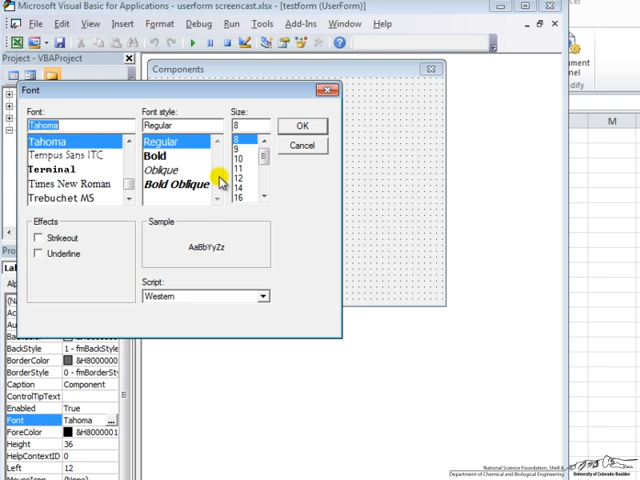 Microsoft Visual Basic for Applications - userform screencast.xlsx - [testform (UserForm)]
File Edit View Insert Format Debug Run Tools Add-Ins Window Help
Project - VBAProject
Components
Font
Font: Font style: Size:
Tahoma Regular 8
OK
Cancel
Tahoma Regular 8
Tempus Sans ITC Bold 9
Terminal Oblique 10
Times New Roman Bold Oblique 11
Trebuchet MS 12
14
16
Effects
Strikeout
Underline
Sample
AaBbYyZz
Script:
Western
BackStyle 1 - fmBackStyle
BorderColor &H8000000
BorderStyle 0 - fmBorderStyle
Caption Component
ControlTipText
Enabled True
Font Tahoma ...
ForeColor &H8000001
Height 36
HelpContextID 0
Left 12
MouseIcon (None)
M
National Science Foundation, Shell &
Department of Chemical and Biological Engineering
University of Colorado Boulder